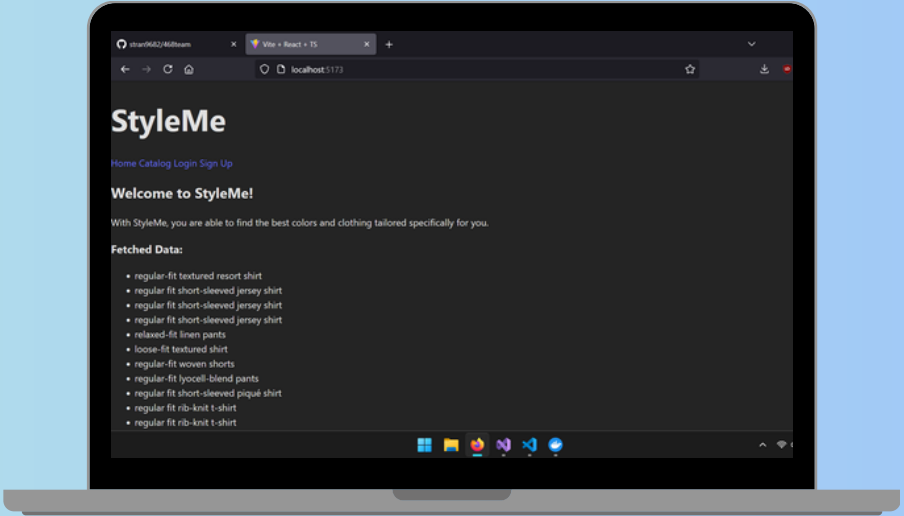 stran9682/468team
Vite + React + TS
localhost:5173
StyleMe
Home Catalog Login Sign Up
Welcome to StyleMe!
With StyleMe, you are able to find the best colors and clothing tailored specifically for you.
Fetched Data:
• regular-fit textured resort shirt
• regular fit short-sleeved jersey shirt
• regular fit short-sleeved jersey shirt
• regular fit short-sleeved jersey shirt
• relaxed-fit linen pants
• loose-fit textured shirt
• regular-fit woven shorts
• regular-fit lyocell-blend pants
• regular fit short-sleeved piqué shirt
• regular fit rib-knit t-shirt
• regular fit rib-knit t-shirt